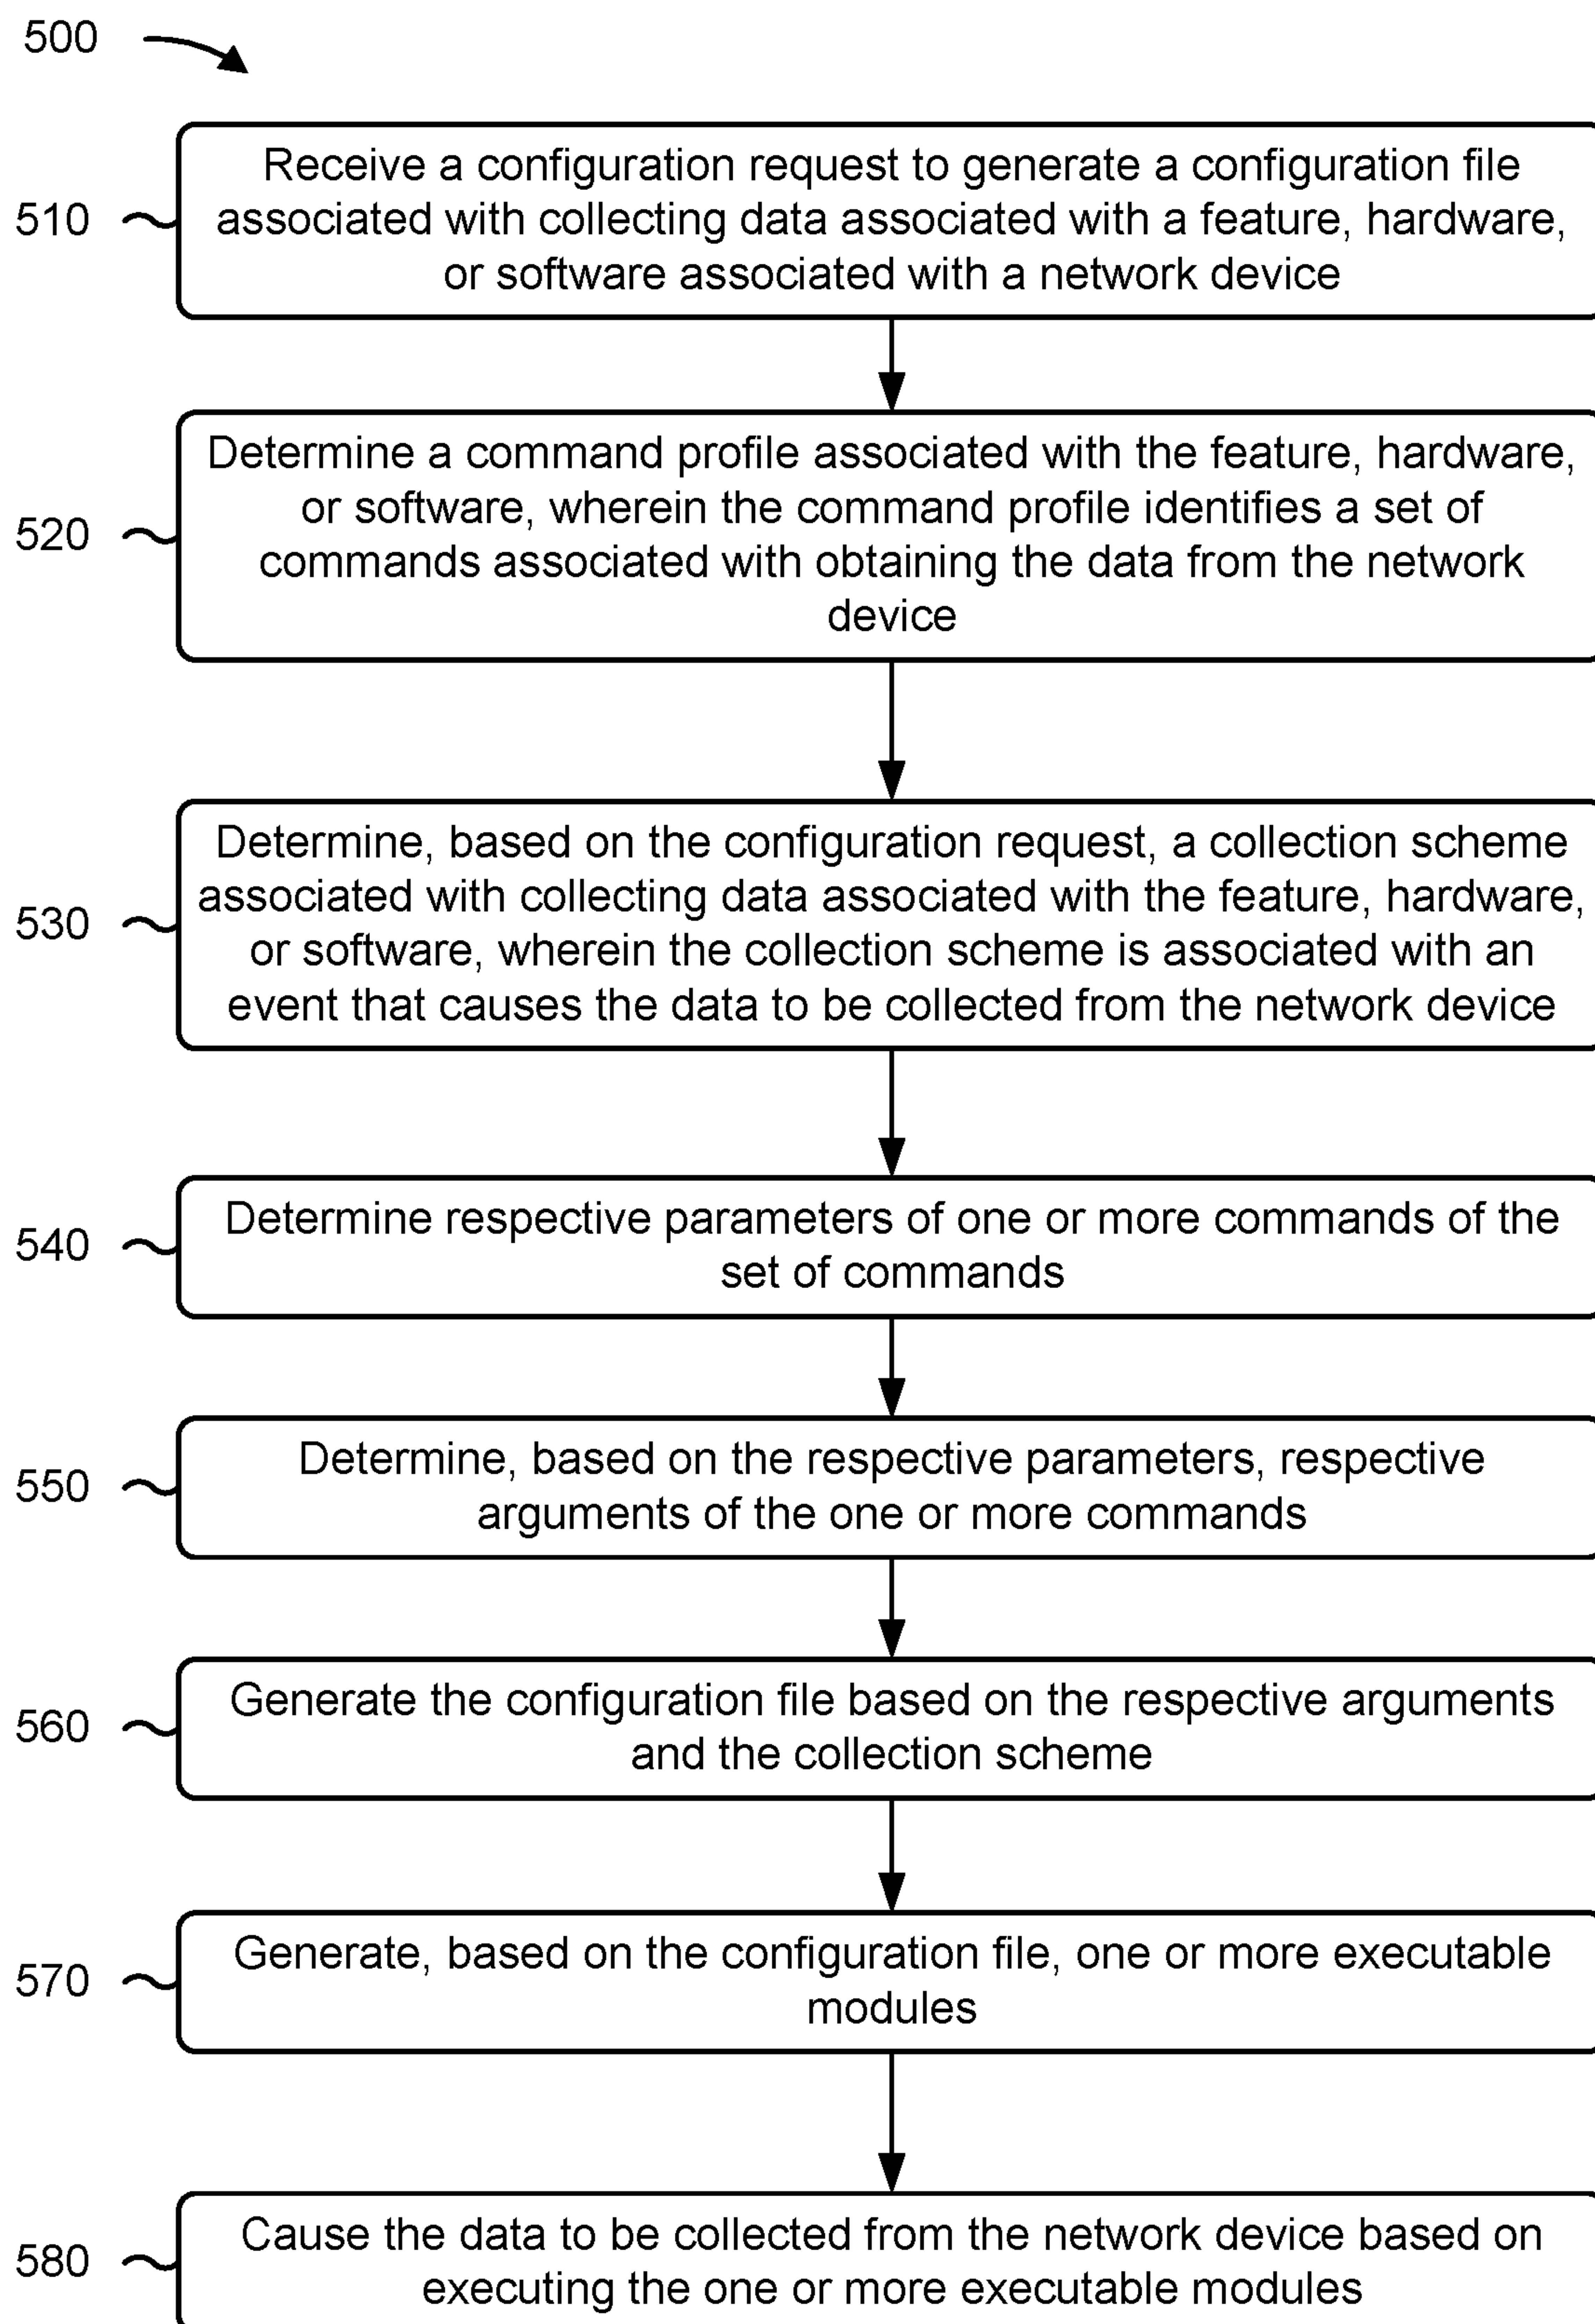 500
510
Receive a configuration request to generate a configuration file
associated with collecting data associated with a feature, hardware,
or software associated with a network device
520
Determine a command profile associated with the feature, hardware,
or software, wherein the command profile identifies a set of
commands associated with obtaining the data from the network
device
530
Determine, based on the configuration request, a collection scheme
associated with collecting data associated with the feature, hardware,
or software, wherein the collection scheme is associated with an
event that causes the data to be collected from the network device
540
Determine respective parameters of one or more commands of the
set of commands
550
Determine, based on the respective parameters, respective
arguments of the one or more commands
560
Generate the configuration file based on the respective arguments
and the collection scheme
570
Generate, based on the configuration file, one or more executable
modules
580
Cause the data to be collected from the network device based on
executing the one or more executable modules